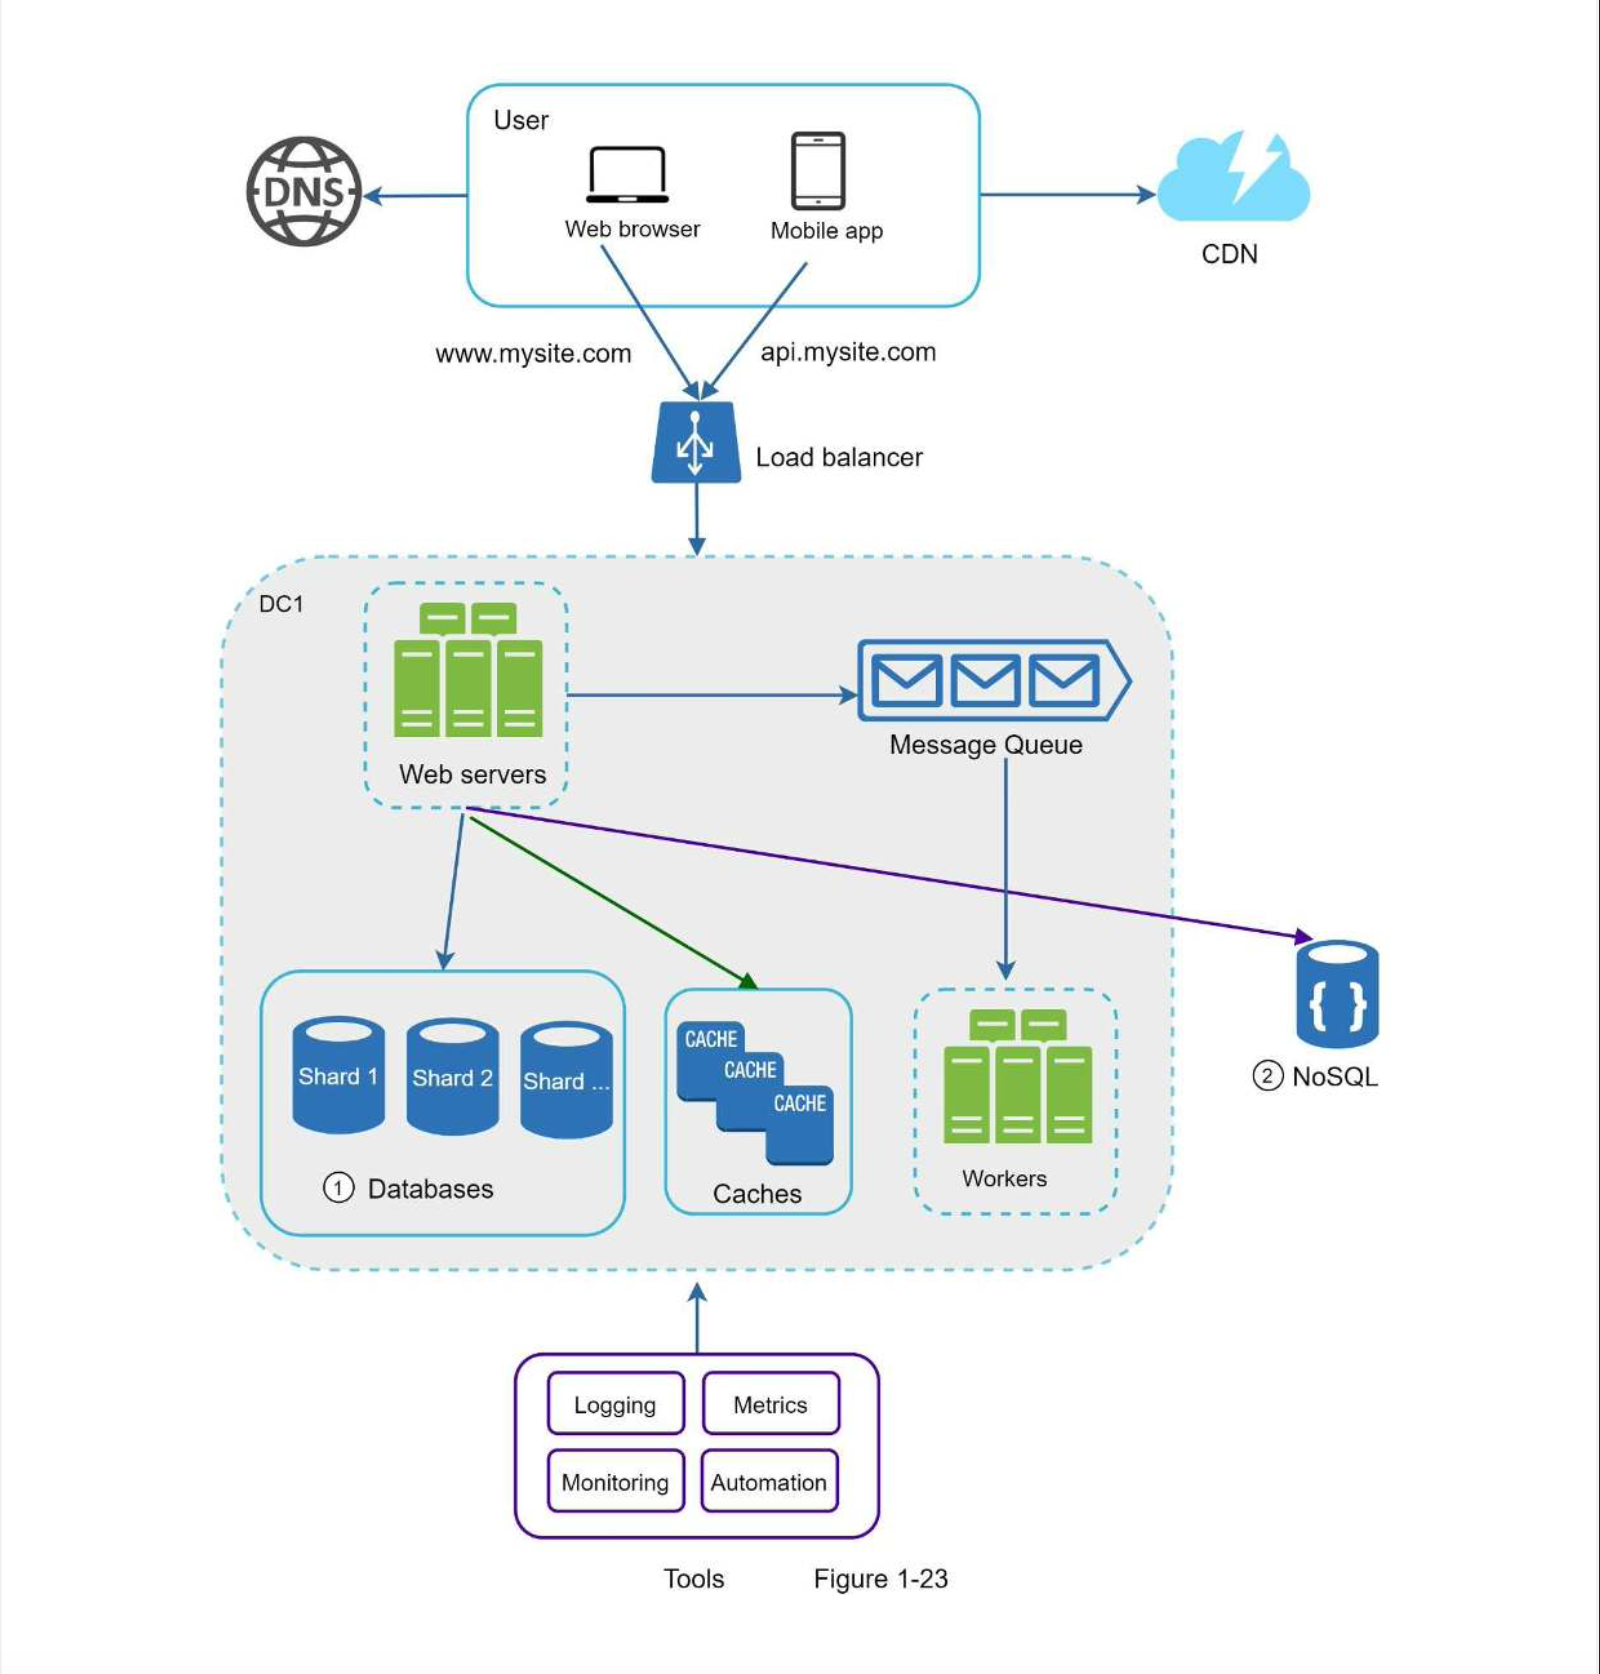 User
DNS
Web browser
Mobile app
CDN
www.mysite.com
api.mysite.com
Load balancer
DC1
Web servers
Message Queue
Shard 1
Shard 2
Shard ...
① Databases
CACHE
CACHE
CACHE
Caches
Workers
② NoSQL
Logging
Metrics
Monitoring
Automation
Tools
Figure 1-23